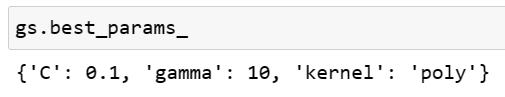 gs.best_params_
{'C': 0.1, 'gamma': 10, 'kernel': 'poly'}